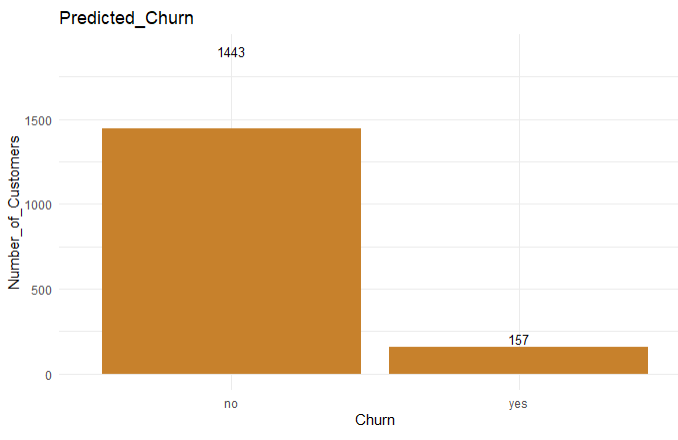 Predicted_Churn
1443
Number_of_Customers
1500
1000
500
0
157
no
yes
Churn